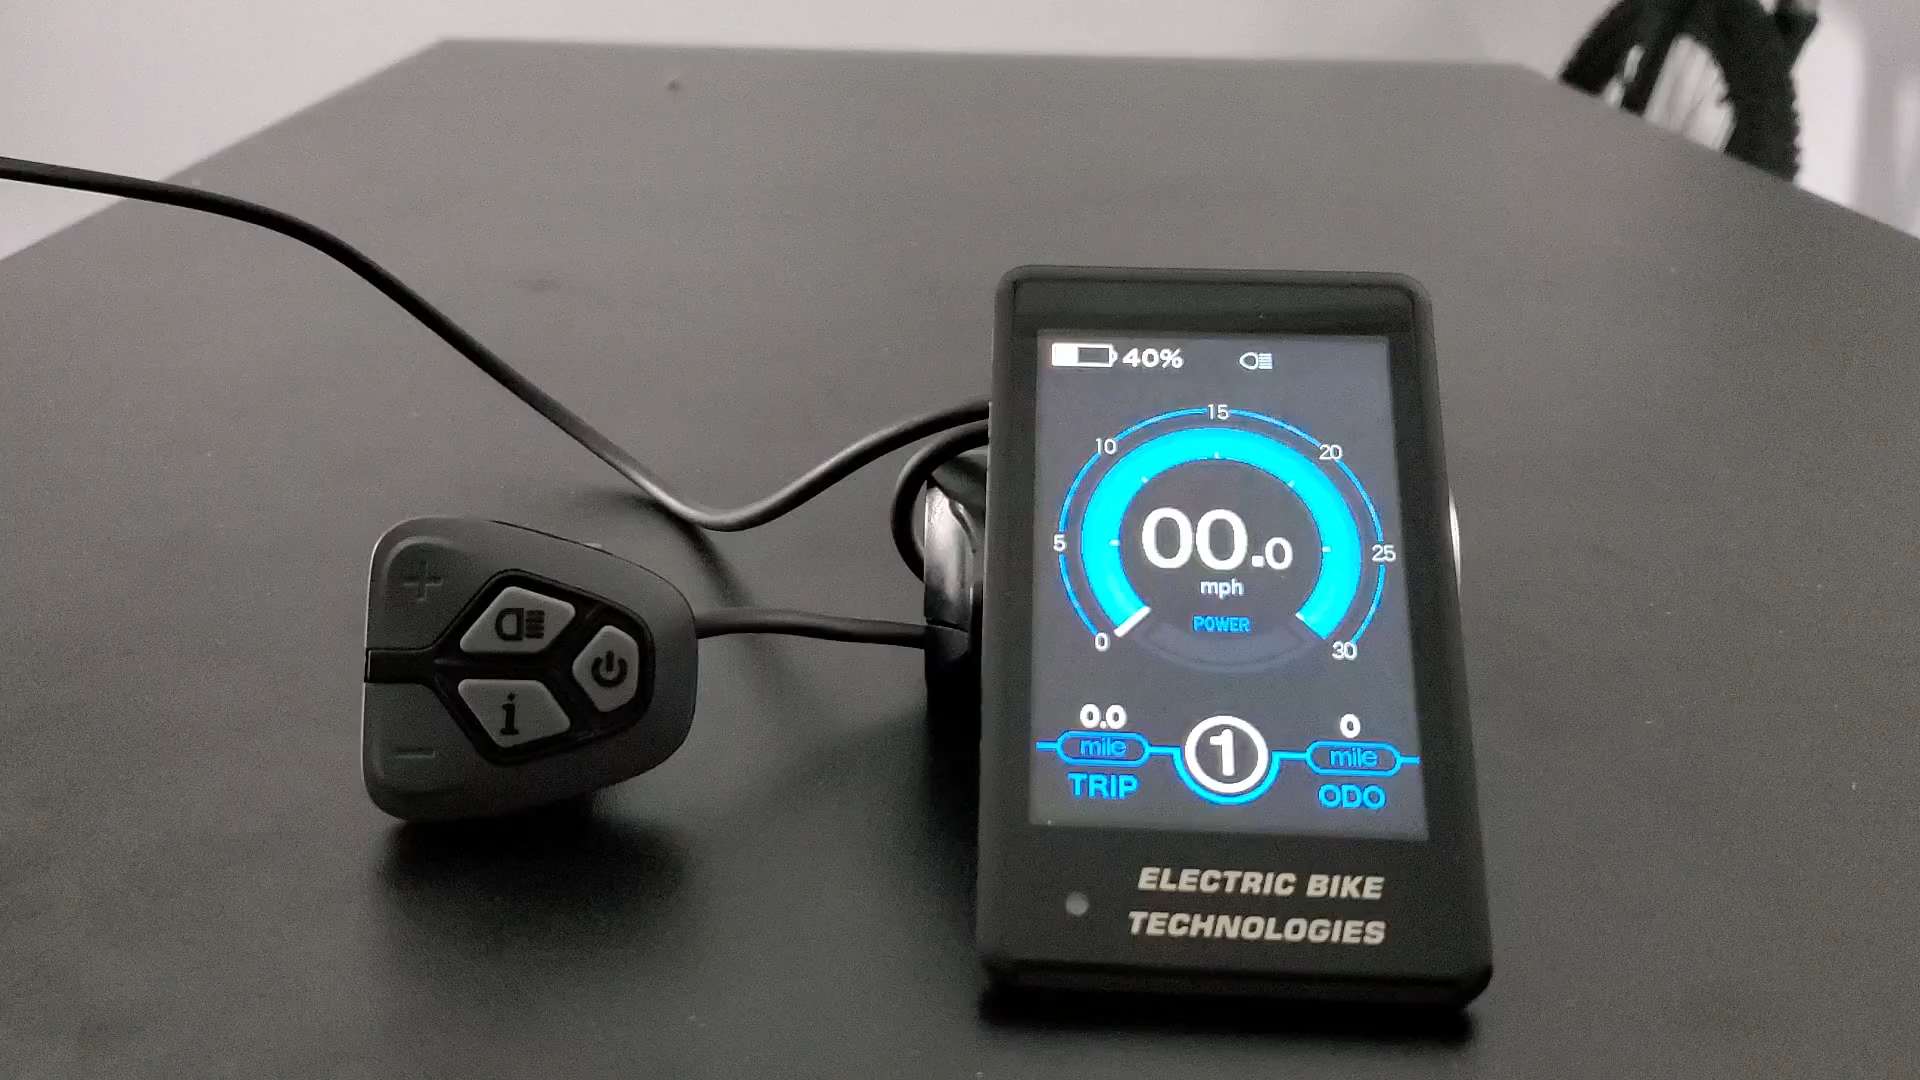 40%
15
10
20
5
25
00.0
mph
POWER
0
30
0.0
mile
TRIP
1
0
mile
ODO
ELECTRIC BIKE
TECHNOLOGIES
+
i
−